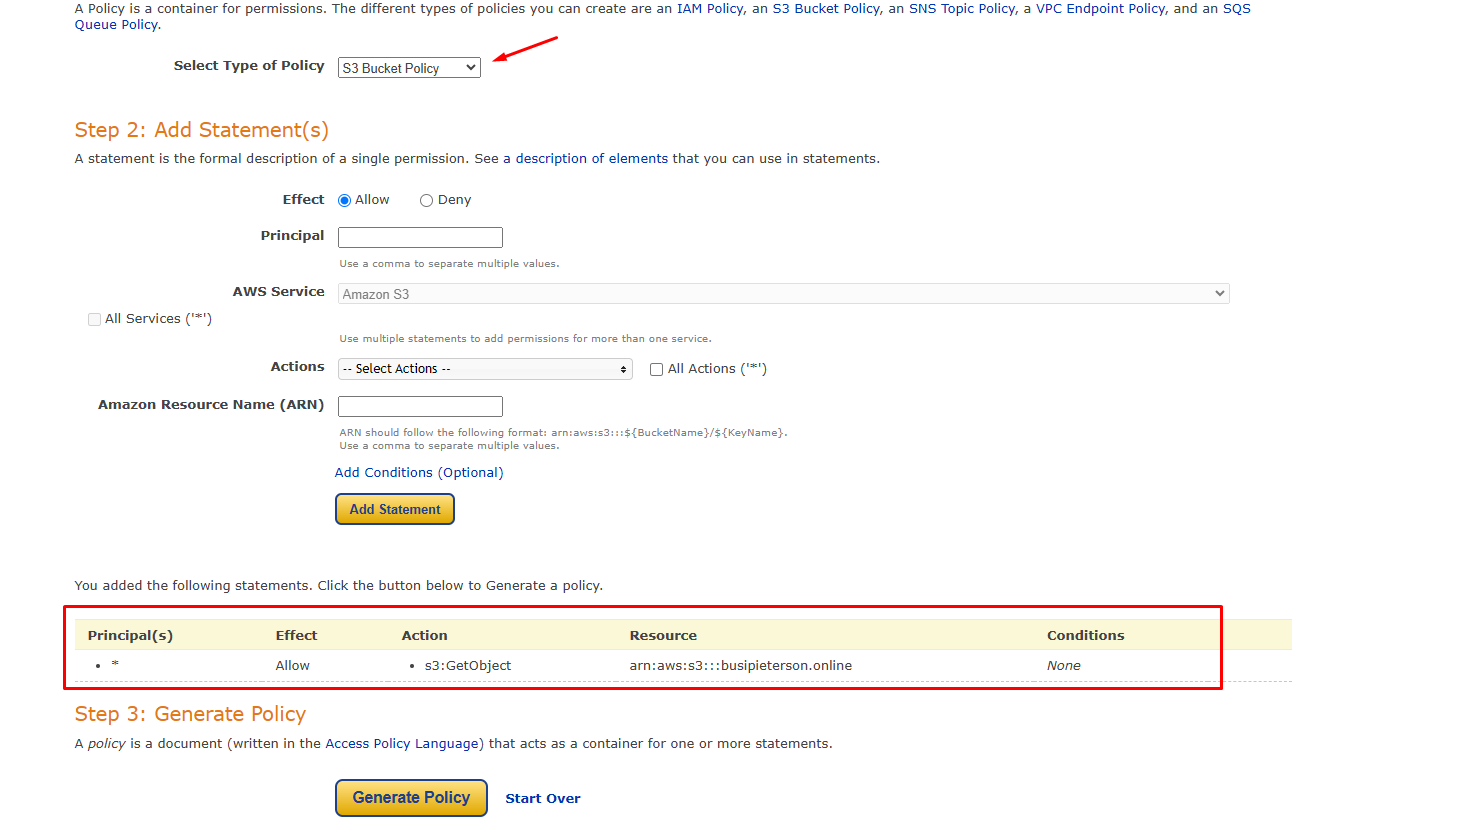 A Policy is a container for permissions. The different types of policies you can create are an IAM Policy, an S3 Bucket Policy, an SNS Topic Policy, a VPC Endpoint Policy, and an SQS
Queue Policy.
Select Type of Policy S3 Bucket Policy
Step 2: Add Statement(s)
A statement is the formal description of a single permission. See a description of elements that you can use in statements.
Effect Allow Deny
Principal
Use a comma to separate multiple values.
AWS Service Amazon S3
All Services ('*')
Use multiple statements to add permissions for more than one service.
Actions -- Select Actions -- All Actions ('*')
Amazon Resource Name (ARN)
ARN should follow the following format: arn:aws:s3:::${BucketName}/${KeyName}.
Use a comma to separate multiple values.
Add Conditions (Optional)
Add Statement
You added the following statements. Click the button below to Generate a policy.
Principal(s) Effect Action Resource Conditions
• * Allow • s3:GetObject arn:aws:s3:::busipieterson.online None
Step 3: Generate Policy
A policy is a document (written in the Access Policy Language) that acts as a container for one or more statements.
Generate Policy Start Over